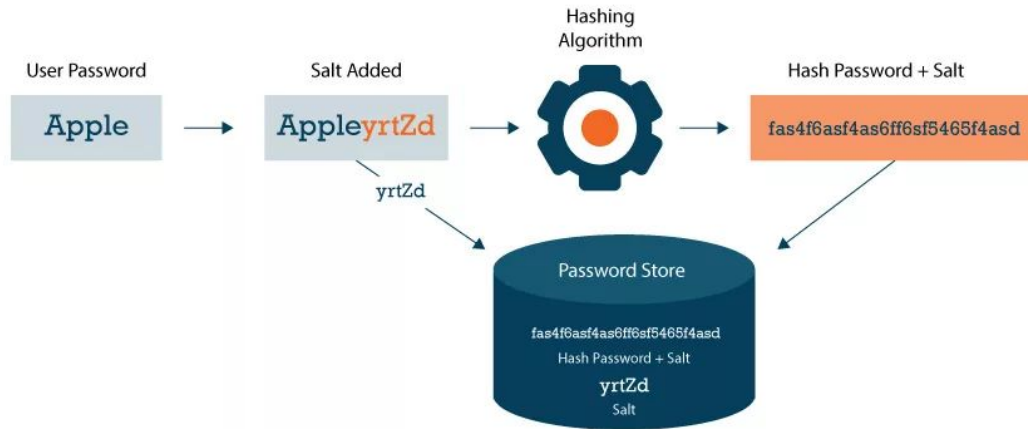 Hashing
Algorithm
User Password
Salt Added
Hash Password + Salt
Apple
AppleyrtZd
fas4f6asf4as6ff6sf5465f4asd
yrtZd
Password Store
fas4f6asf4as6ff6sf5465f4asd
Hash Password + Salt
yrtZd
Salt